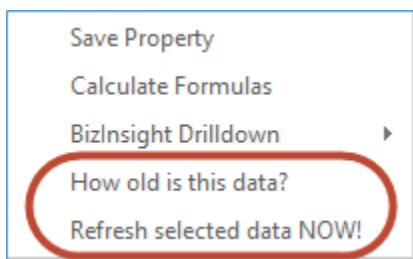 Save Property
Calculate Formulas
BizInsight Drilldown
How old is this data?
Refresh selected data NOW!